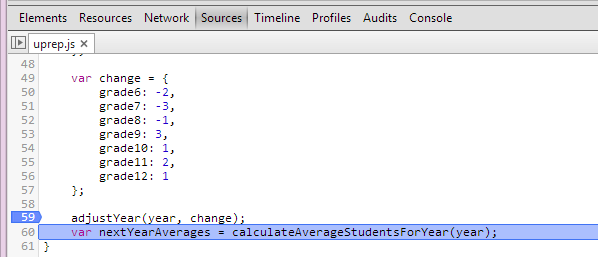 Elements Resources Network Sources Timeline Profiles Audits Console
uprep.js ×
48
49 var change = {
50 grade6: -2,
51 grade7: -3,
52 grade8: -1,
53 grade9: 3,
54 grade10: 1,
55 grade11: 2,
56 grade12: 1
57 };
58
59 adjustYear(year, change);
60 var nextYearAverages = calculateAverageStudentsForYear(year);
61 }